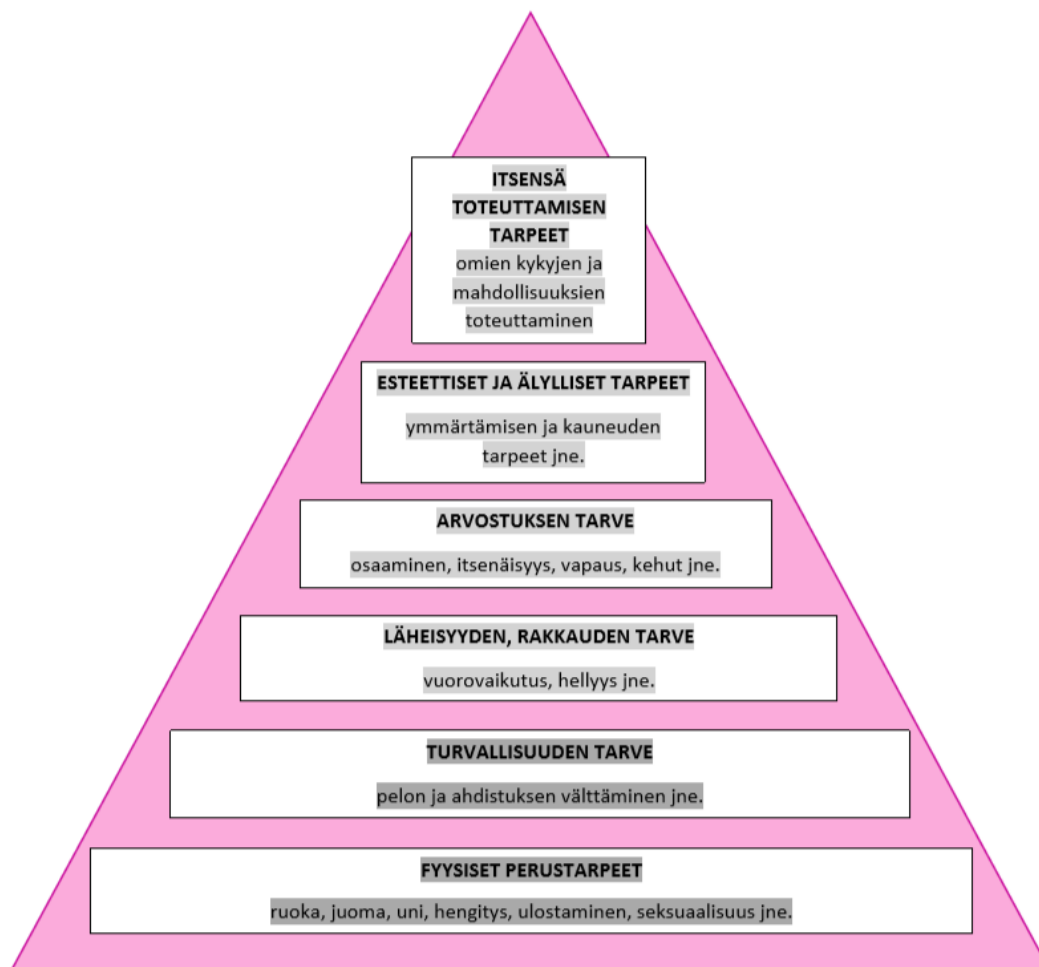 ITSENSÄ
TOTEUTTAMISEN
TARPEET
omien kykyjen ja
mahdollisuuksien
toteuttaminen
ESTEETTISET JA ÄLYLLISET TARPEET
ymmärtämisen ja kauneuden
tarpeet jne.
ARVOSTUKSEN TARVE
osaaminen, itsenäisyys, vapaus, kehut jne.
LÄHEISYYDEN, RAKKAUDEN TARVE
vuorovaikutus, hellyys jne.
TURVALLISUUDEN TARVE
pelon ja ahdistuksen välttäminen jne.
FYYSISET PERUSTARPEET
ruoka, juoma, uni, hengitys, ulostaminen, seksuaalisuus jne.